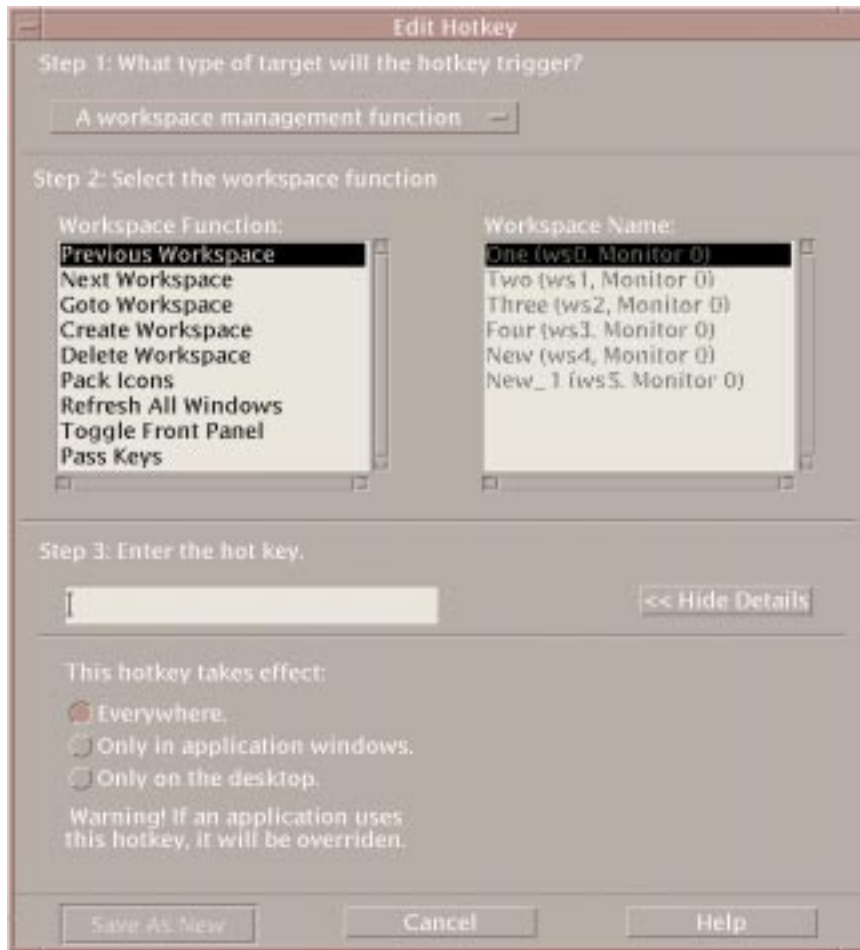 Edit Hotkey
Step 1: What type of target will the hotkey trigger?
A workspace management function
Step 2: Select the workspace function
Workspace Function:
Previous Workspace
Next Workspace
Goto Workspace
Create Workspace
Delete Workspace
Pack Icons
Refresh All Windows
Toggle Front Panel
Pass Keys
Workspace Name:
One (ws0, Monitor 0)
Two (ws1, Monitor 0)
Three (ws2, Monitor 0)
Four (ws3, Monitor 0)
New (ws4, Monitor 0)
New_1 (ws5, Monitor 0)
Step 3: Enter the hot key.
<< Hide Details
This hotkey takes effect:
Everywhere.
Only in application windows.
Only on the desktop.
Warning! If an application uses
this hotkey, it will be overriden.
Save As New
Cancel
Help